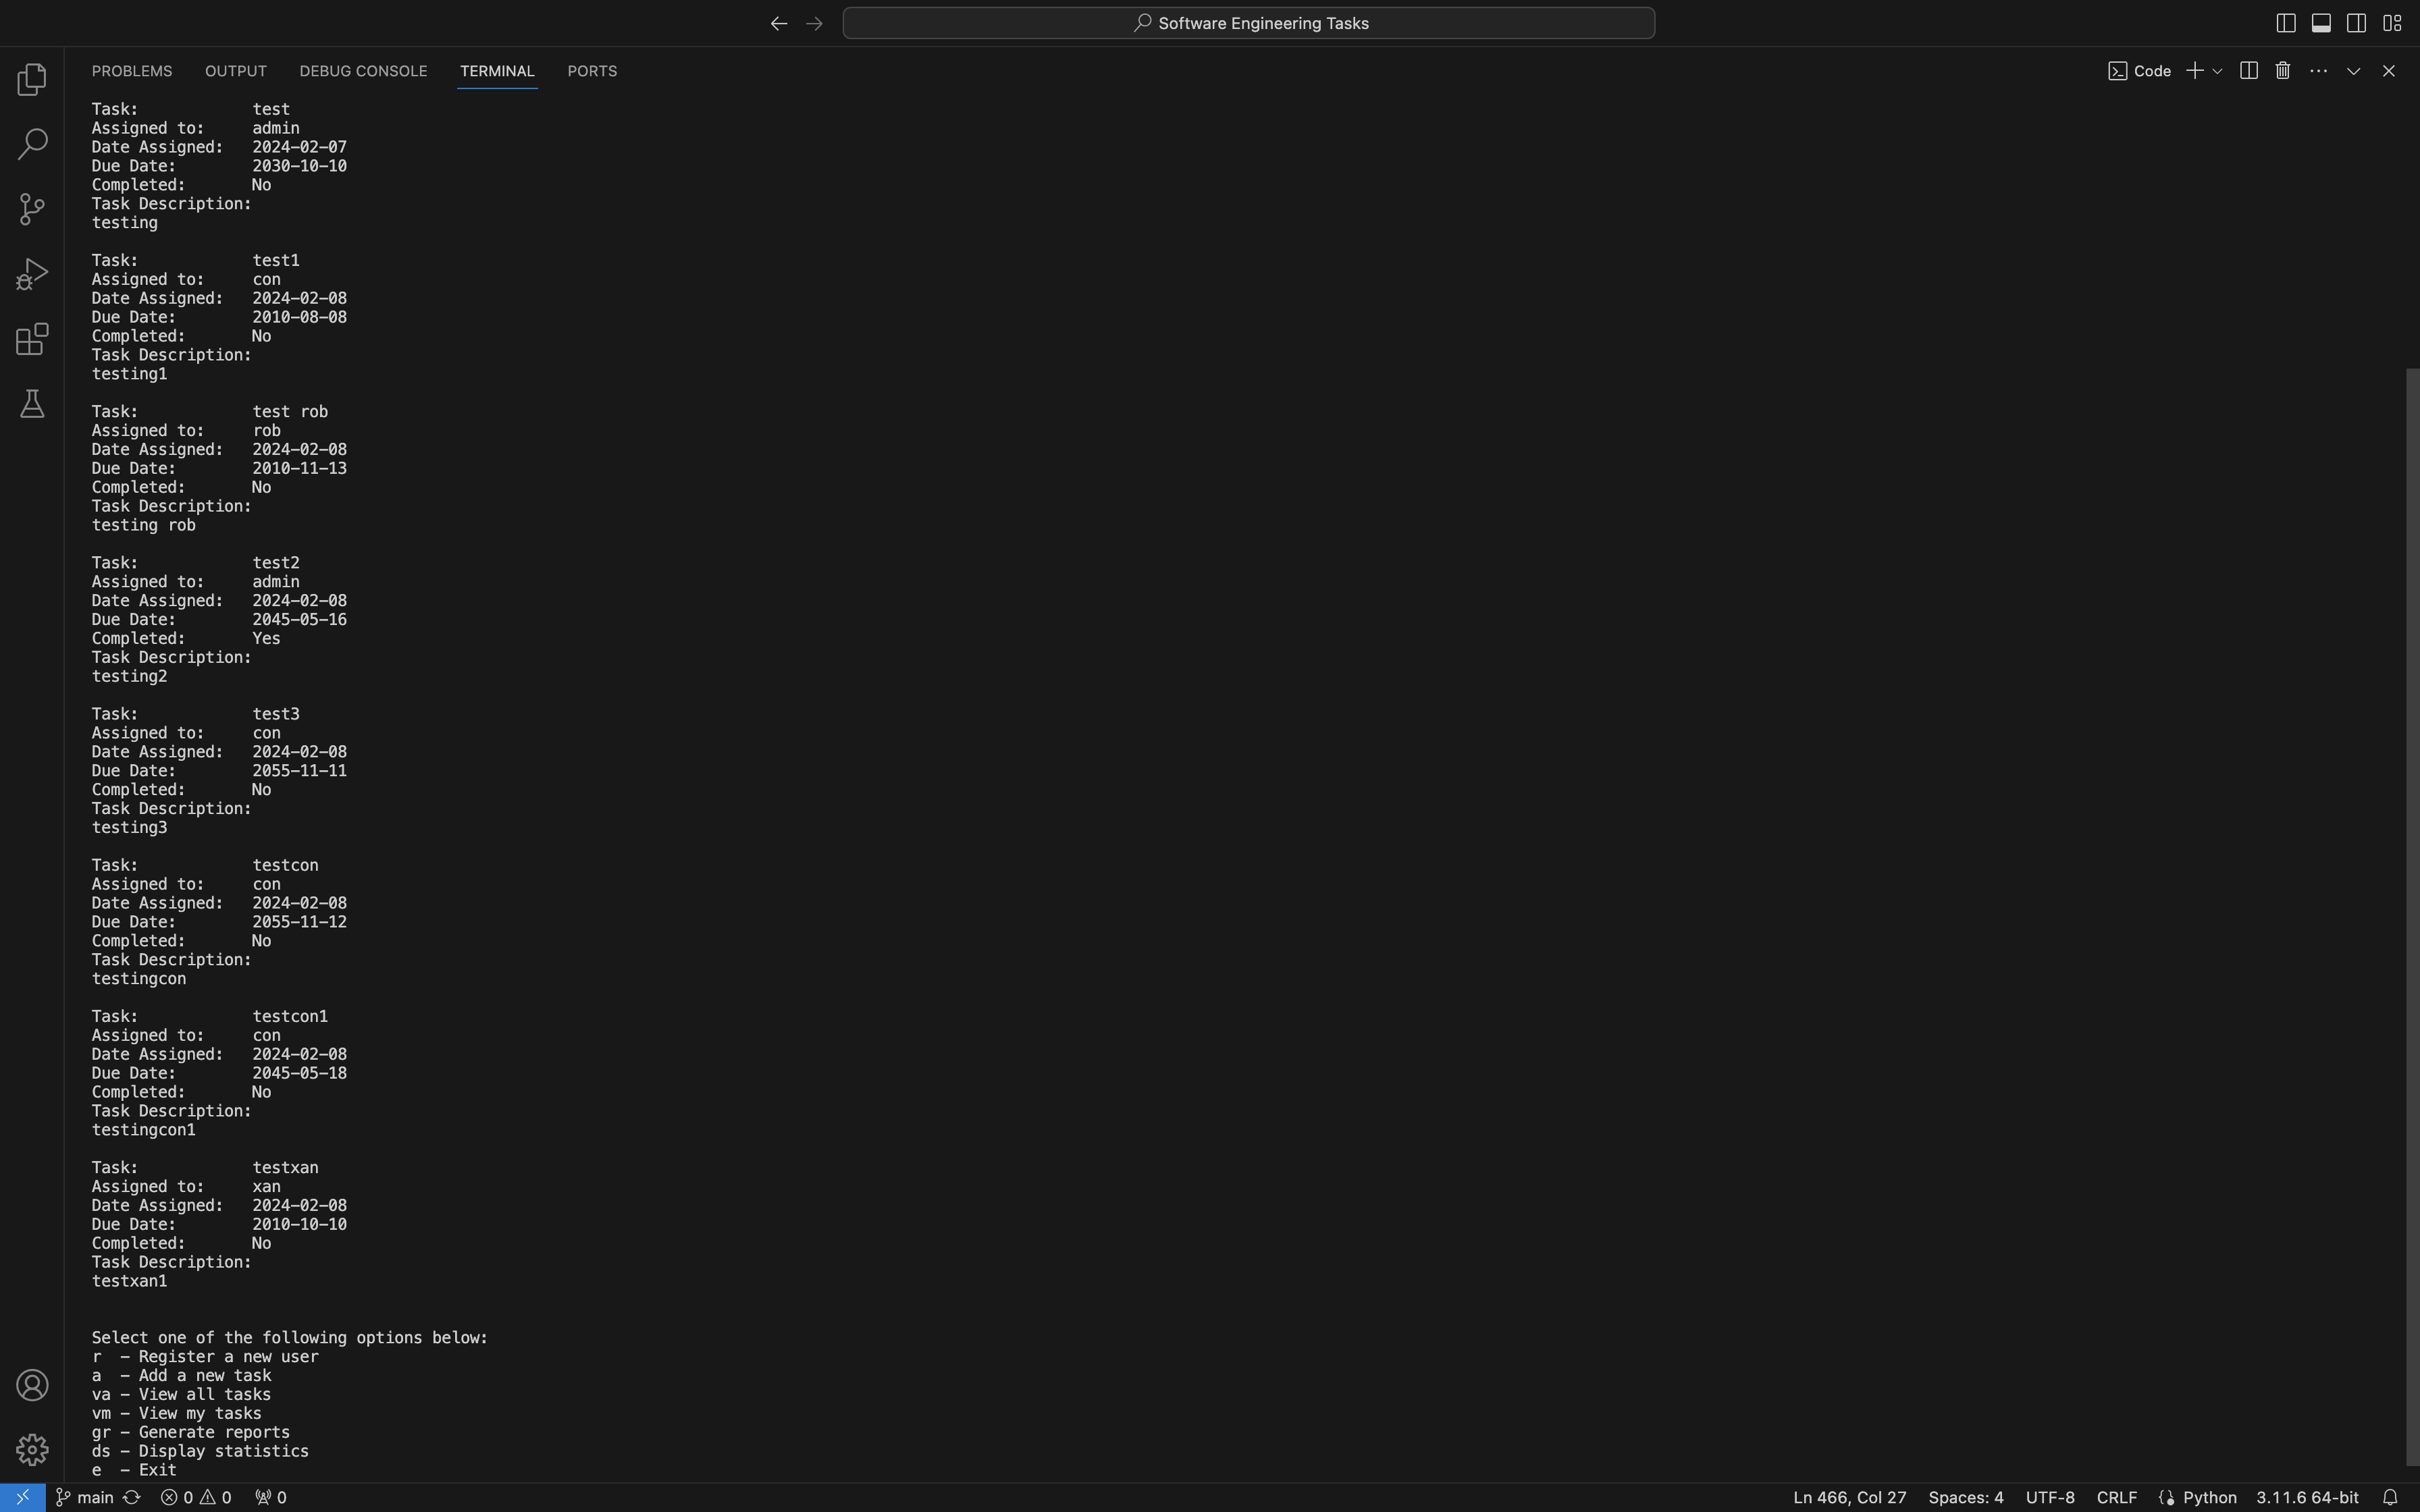 Software Engineering Tasks
PROBLEMS OUTPUT DEBUG CONSOLE TERMINAL PORTS Code
Task: test
Assigned to: admin
Date Assigned: 2024-02-07
Due Date: 2030-10-10
Completed: No
Task Description:
testing
Task: test1
Assigned to: con
Date Assigned: 2024-02-08
Due Date: 2010-08-08
Completed: No
Task Description:
testing1
Task: test rob
Assigned to: rob
Date Assigned: 2024-02-08
Due Date: 2010-11-13
Completed: No
Task Description:
testing rob
Task: test2
Assigned to: admin
Date Assigned: 2024-02-08
Due Date: 2045-05-16
Completed: Yes
Task Description:
testing2
Task: test3
Assigned to: con
Date Assigned: 2024-02-08
Due Date: 2055-11-11
Completed: No
Task Description:
testing3
Task: testcon
Assigned to: con
Date Assigned: 2024-02-08
Due Date: 2055-11-12
Completed: No
Task Description:
testingcon
Task: testcon1
Assigned to: con
Date Assigned: 2024-02-08
Due Date: 2045-05-18
Completed: No
Task Description:
testingcon1
Task: testxan
Assigned to: xan
Date Assigned: 2024-02-08
Due Date: 2010-10-10
Completed: No
Task Description:
testxan1
Select one of the following options below:
r - Register a new user
a - Add a new task
va - View all tasks
vm - View my tasks
gr - Generate reports
ds - Display statistics
e - Exit
main 0 0 0 Ln 466, Col 27 Spaces: 4 UTF-8 CRLF Python 3.11.6 64-bit